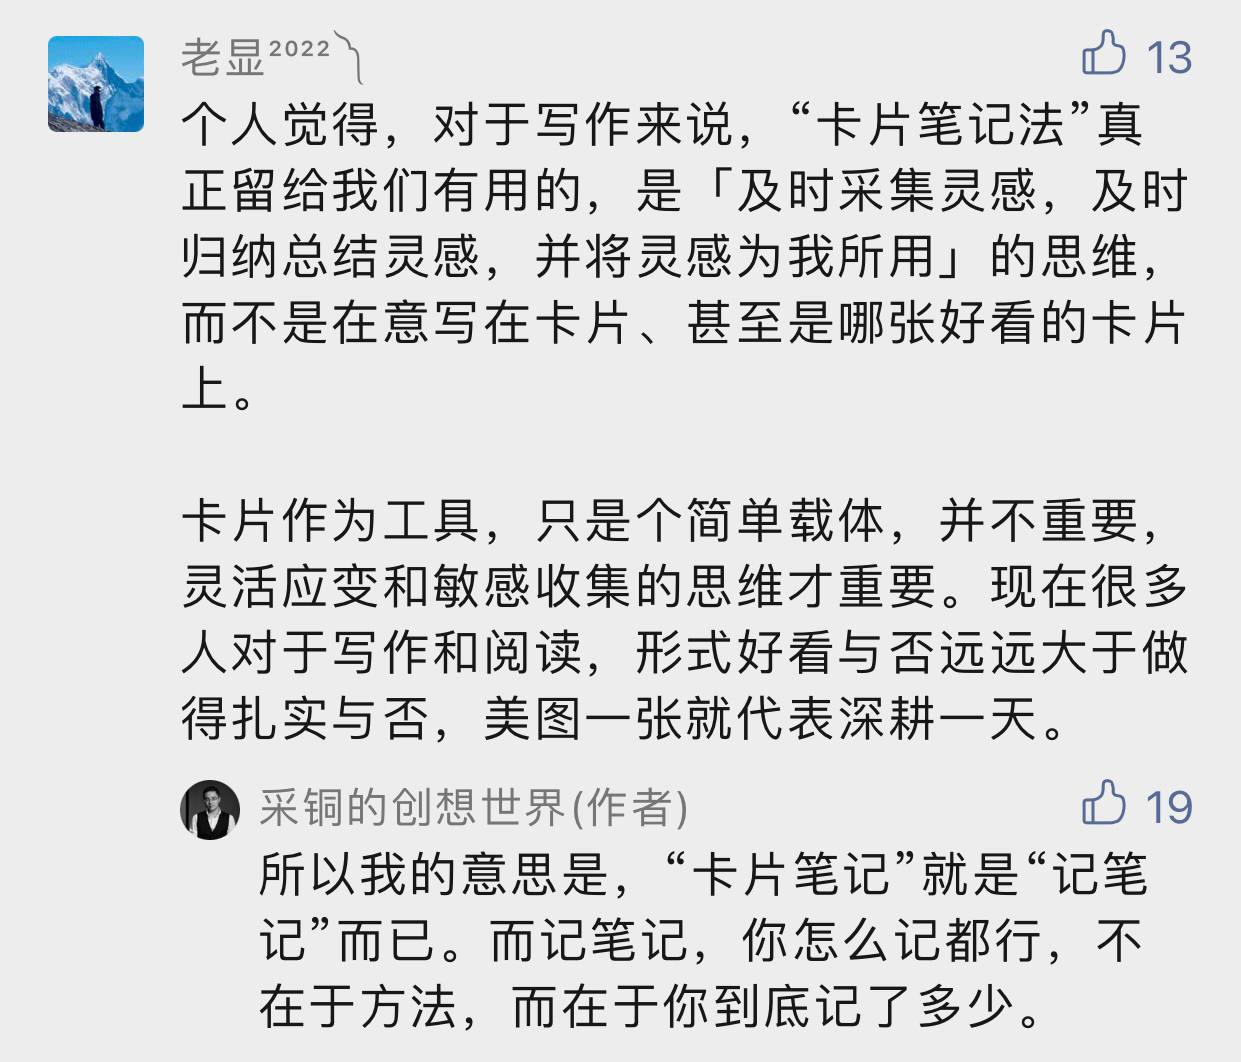 老显²⁰²² 13
个人觉得，对于写作来说，“卡片笔记法”真
正留给我们有用的，是「及时采集灵感，及时
归纳总结灵感，并将灵感为我所用」的思维，
而不是在意写在卡片、甚至是哪张好看的卡片
上。
卡片作为工具，只是个简单载体，并不重要，
灵活应变和敏感收集的思维才重要。现在很多
人对于写作和阅读，形式好看与否远远大于做
得扎实与否，美图一张就代表深耕一天。
采铜的创想世界(作者) 19
所以我的意思是，“卡片笔记”就是“记笔
记”而已。而记笔记，你怎么记都行，不
在于方法，而在于你到底记了多少。